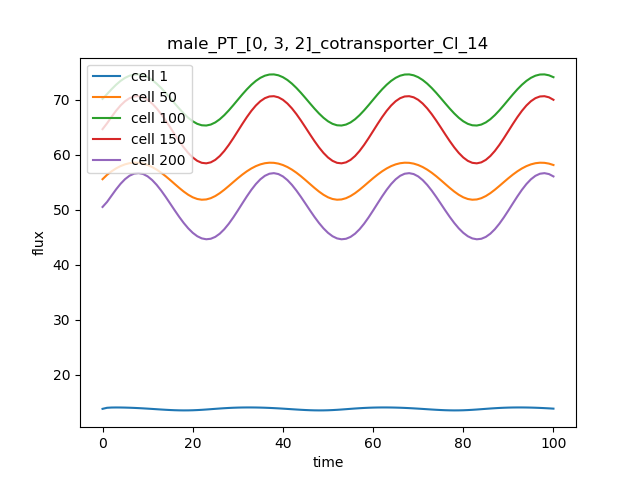 male_PT_[0, 3, 2]_cotransporter_Cl_14
cell 1
cell 50
cell 100
cell 150
cell 200
flux
70
60
50
40
30
20
0 20 40 60 80 100
time